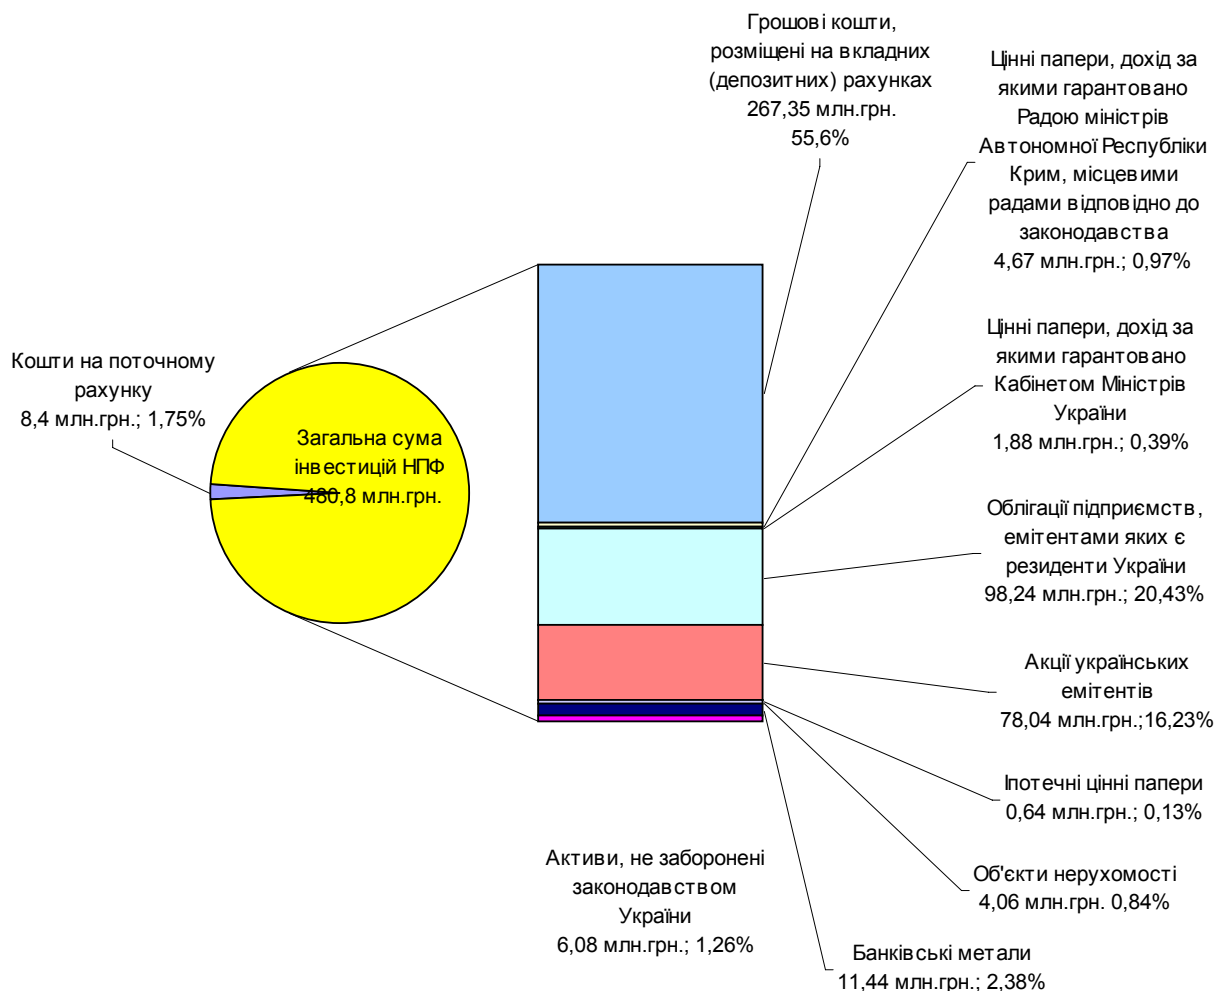 Грошові кошти,
розміщені на вкладних
(депозитних) рахунках
267,35 млн.грн.
55,6%
Цінні папери, дохід за
якими гарантовано
Радою міністрів
Автономної Республіки
Крим, місцевими
радами відповідно до
законодавства
4,67 млн.грн.; 0,97%
Кошти на поточному
рахунку
8,4 млн.грн.; 1,75%
Загальна сума
інвестицій НПФ
480,8 млн.грн.
Цінні папери, дохід за
якими гарантовано
Кабінетом Міністрів
України
1,88 млн.грн.; 0,39%
Облігації підприємств,
емітентами яких є
резиденти України
98,24 млн.грн.; 20,43%
Акції українських
емітентів
78,04 млн.грн.;16,23%
Іпотечні цінні папери
0,64 млн.грн.; 0,13%
Об'єкти нерухомості
4,06 млн.грн. 0,84%
Активи, не заборонені
законодавством
України
6,08 млн.грн.; 1,26%
Банківські метали
11,44 млн.грн.; 2,38%